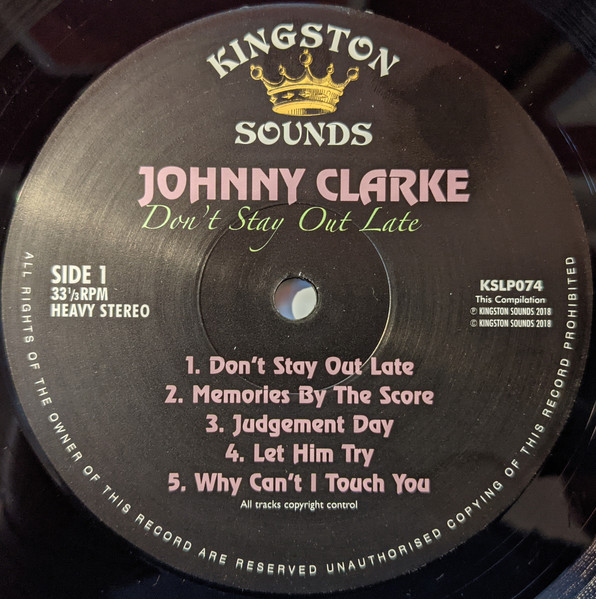 KINGSTON
SOUNDS
JOHNNY CLARKE
Don't Stay Out Late
SIDE 1
33⅓RPM
HEAVY STEREO
KSLP074
This Compilation
℗ KINGSTON SOUNDS 2018
© KINGSTON SOUNDS 2018
1. Don't Stay Out Late
2. Memories By The Score
3. Judgement Day
4. Let Him Try
5. Why Can't I Touch You
All tracks copyright control
ALL RIGHTS OF THE OWNER OF THIS RECORD ARE RESERVED UNAUTHORISED COPYING OF THIS RECORD PROHIBITED